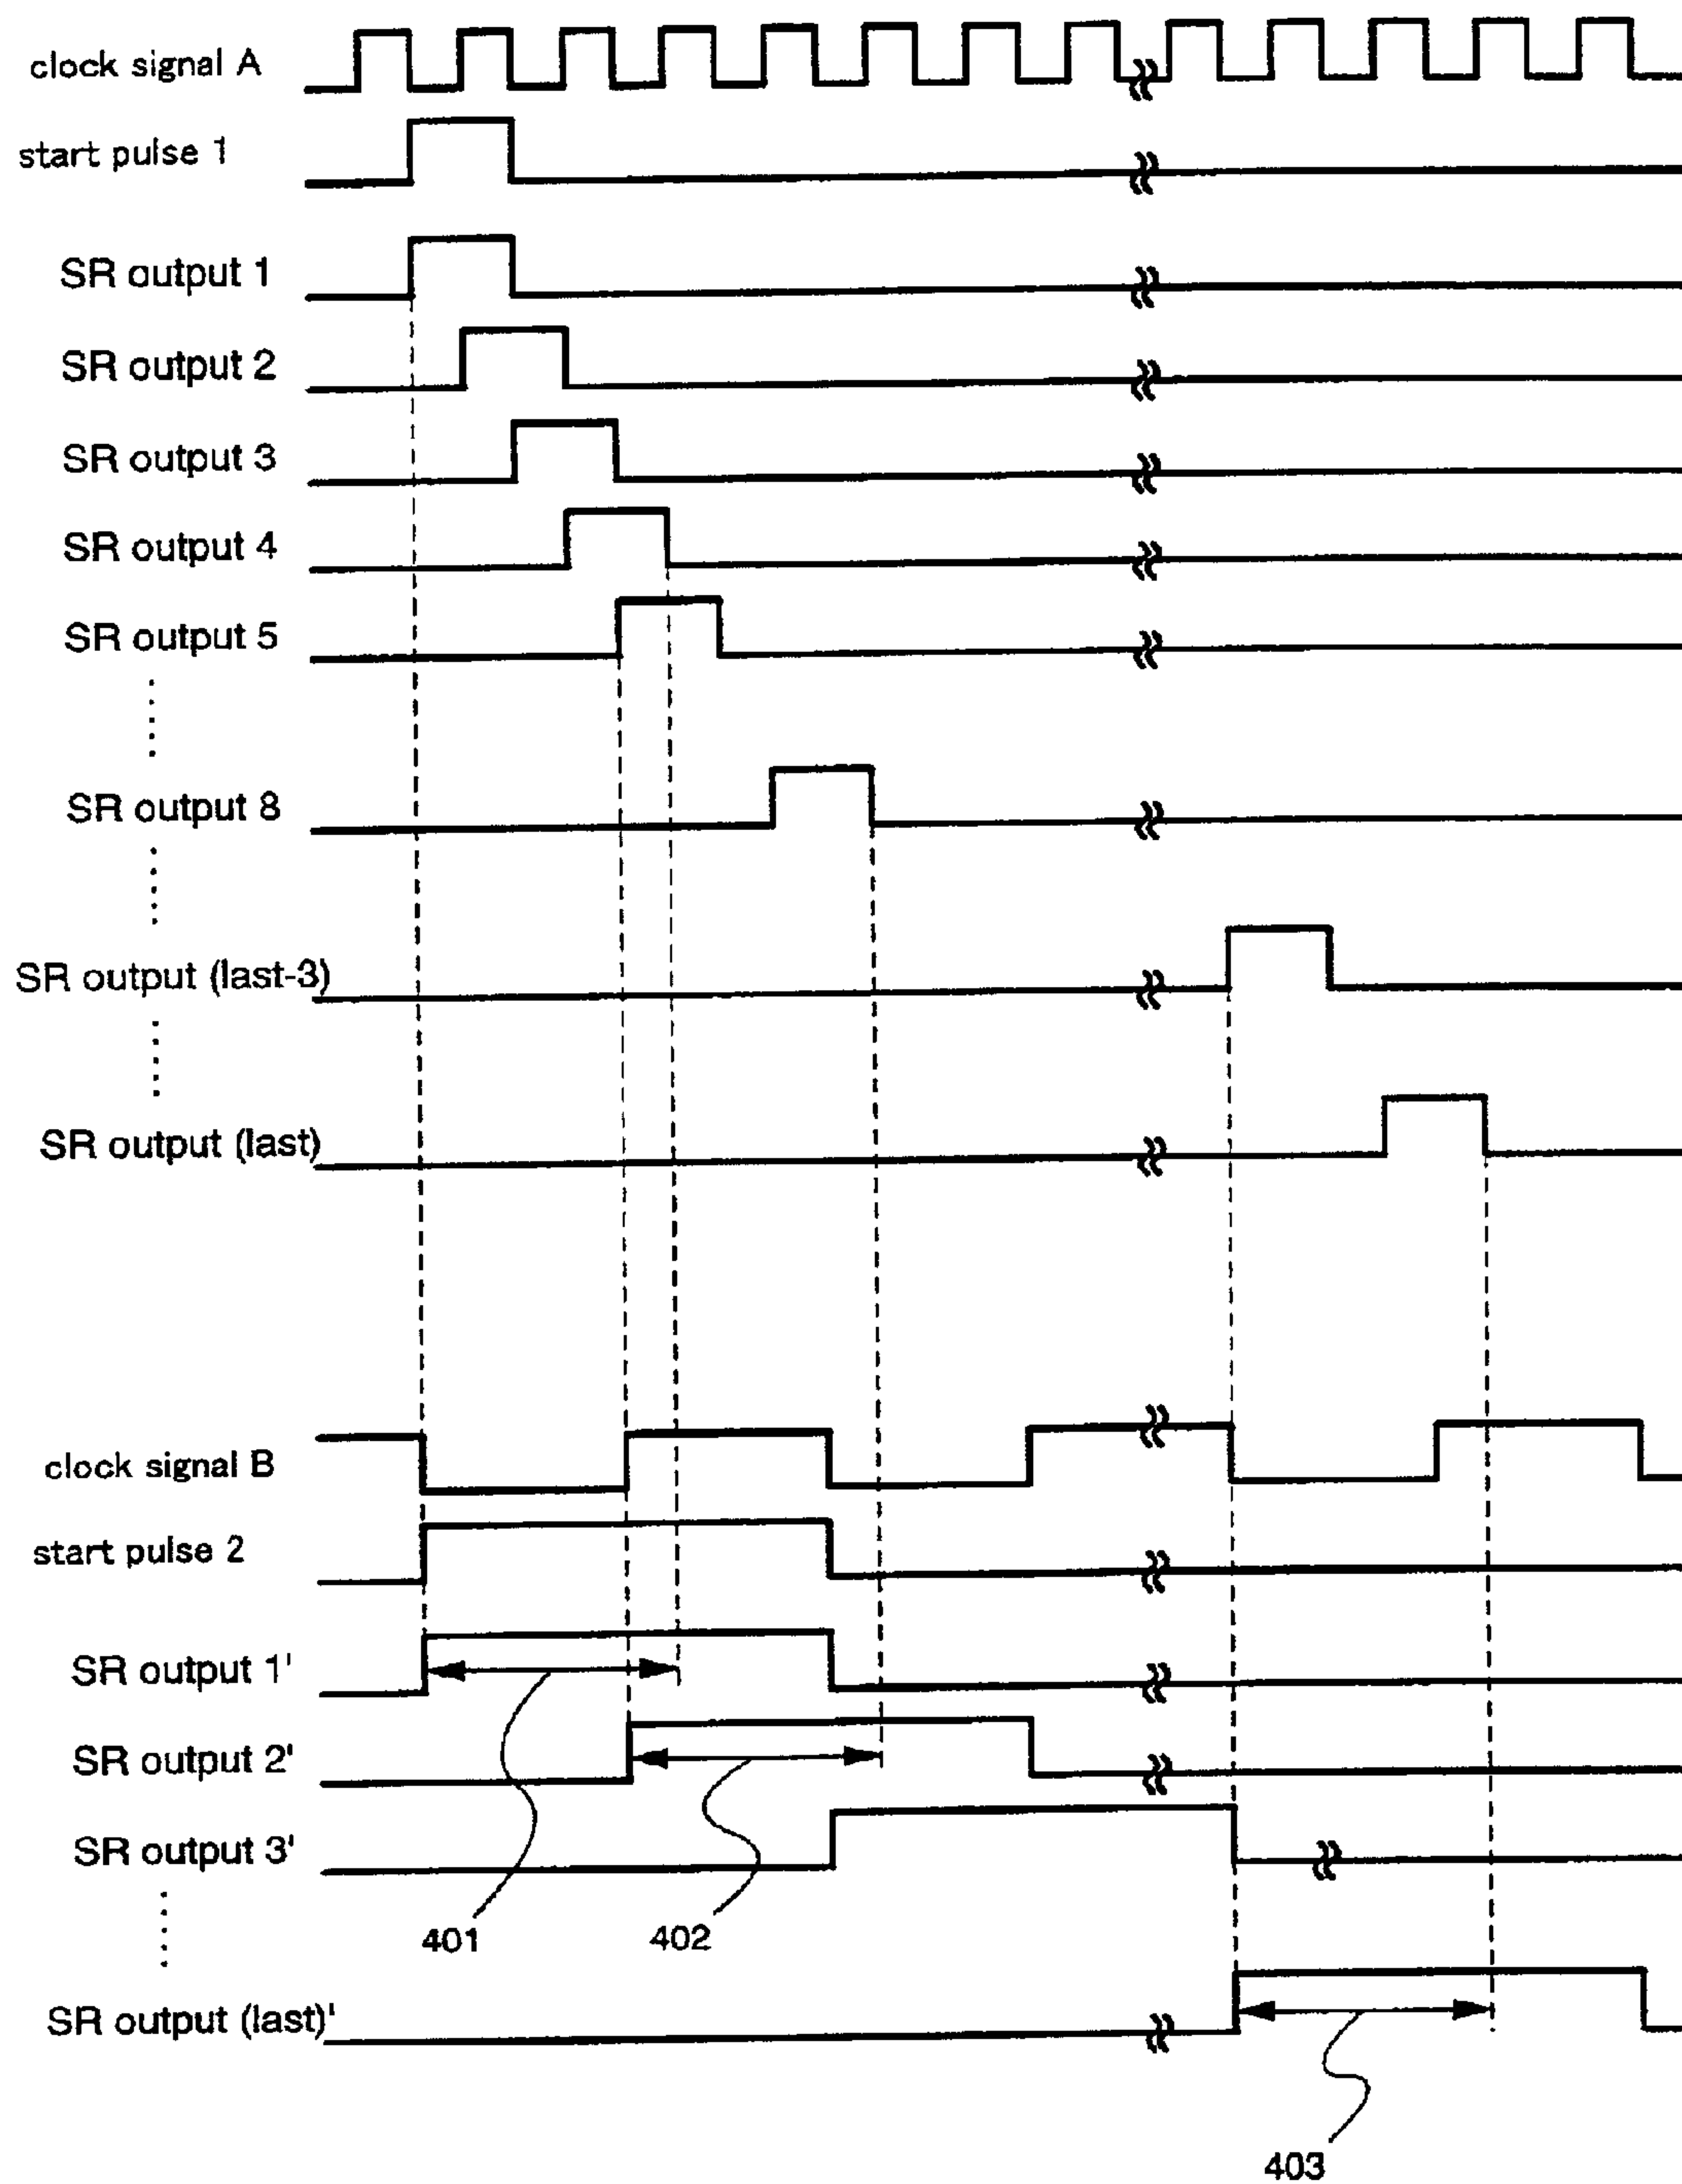 clock signal A
start pulse 1
SR output 1
SR output 2
SR output 3
SR output 4
SR output 5
SR output 8
SR output (last-3)
SR output (last)
clock signal B
start pulse 2
SR output 1'
SR output 2'
SR output 3'
401
402
SR output (last)'
403